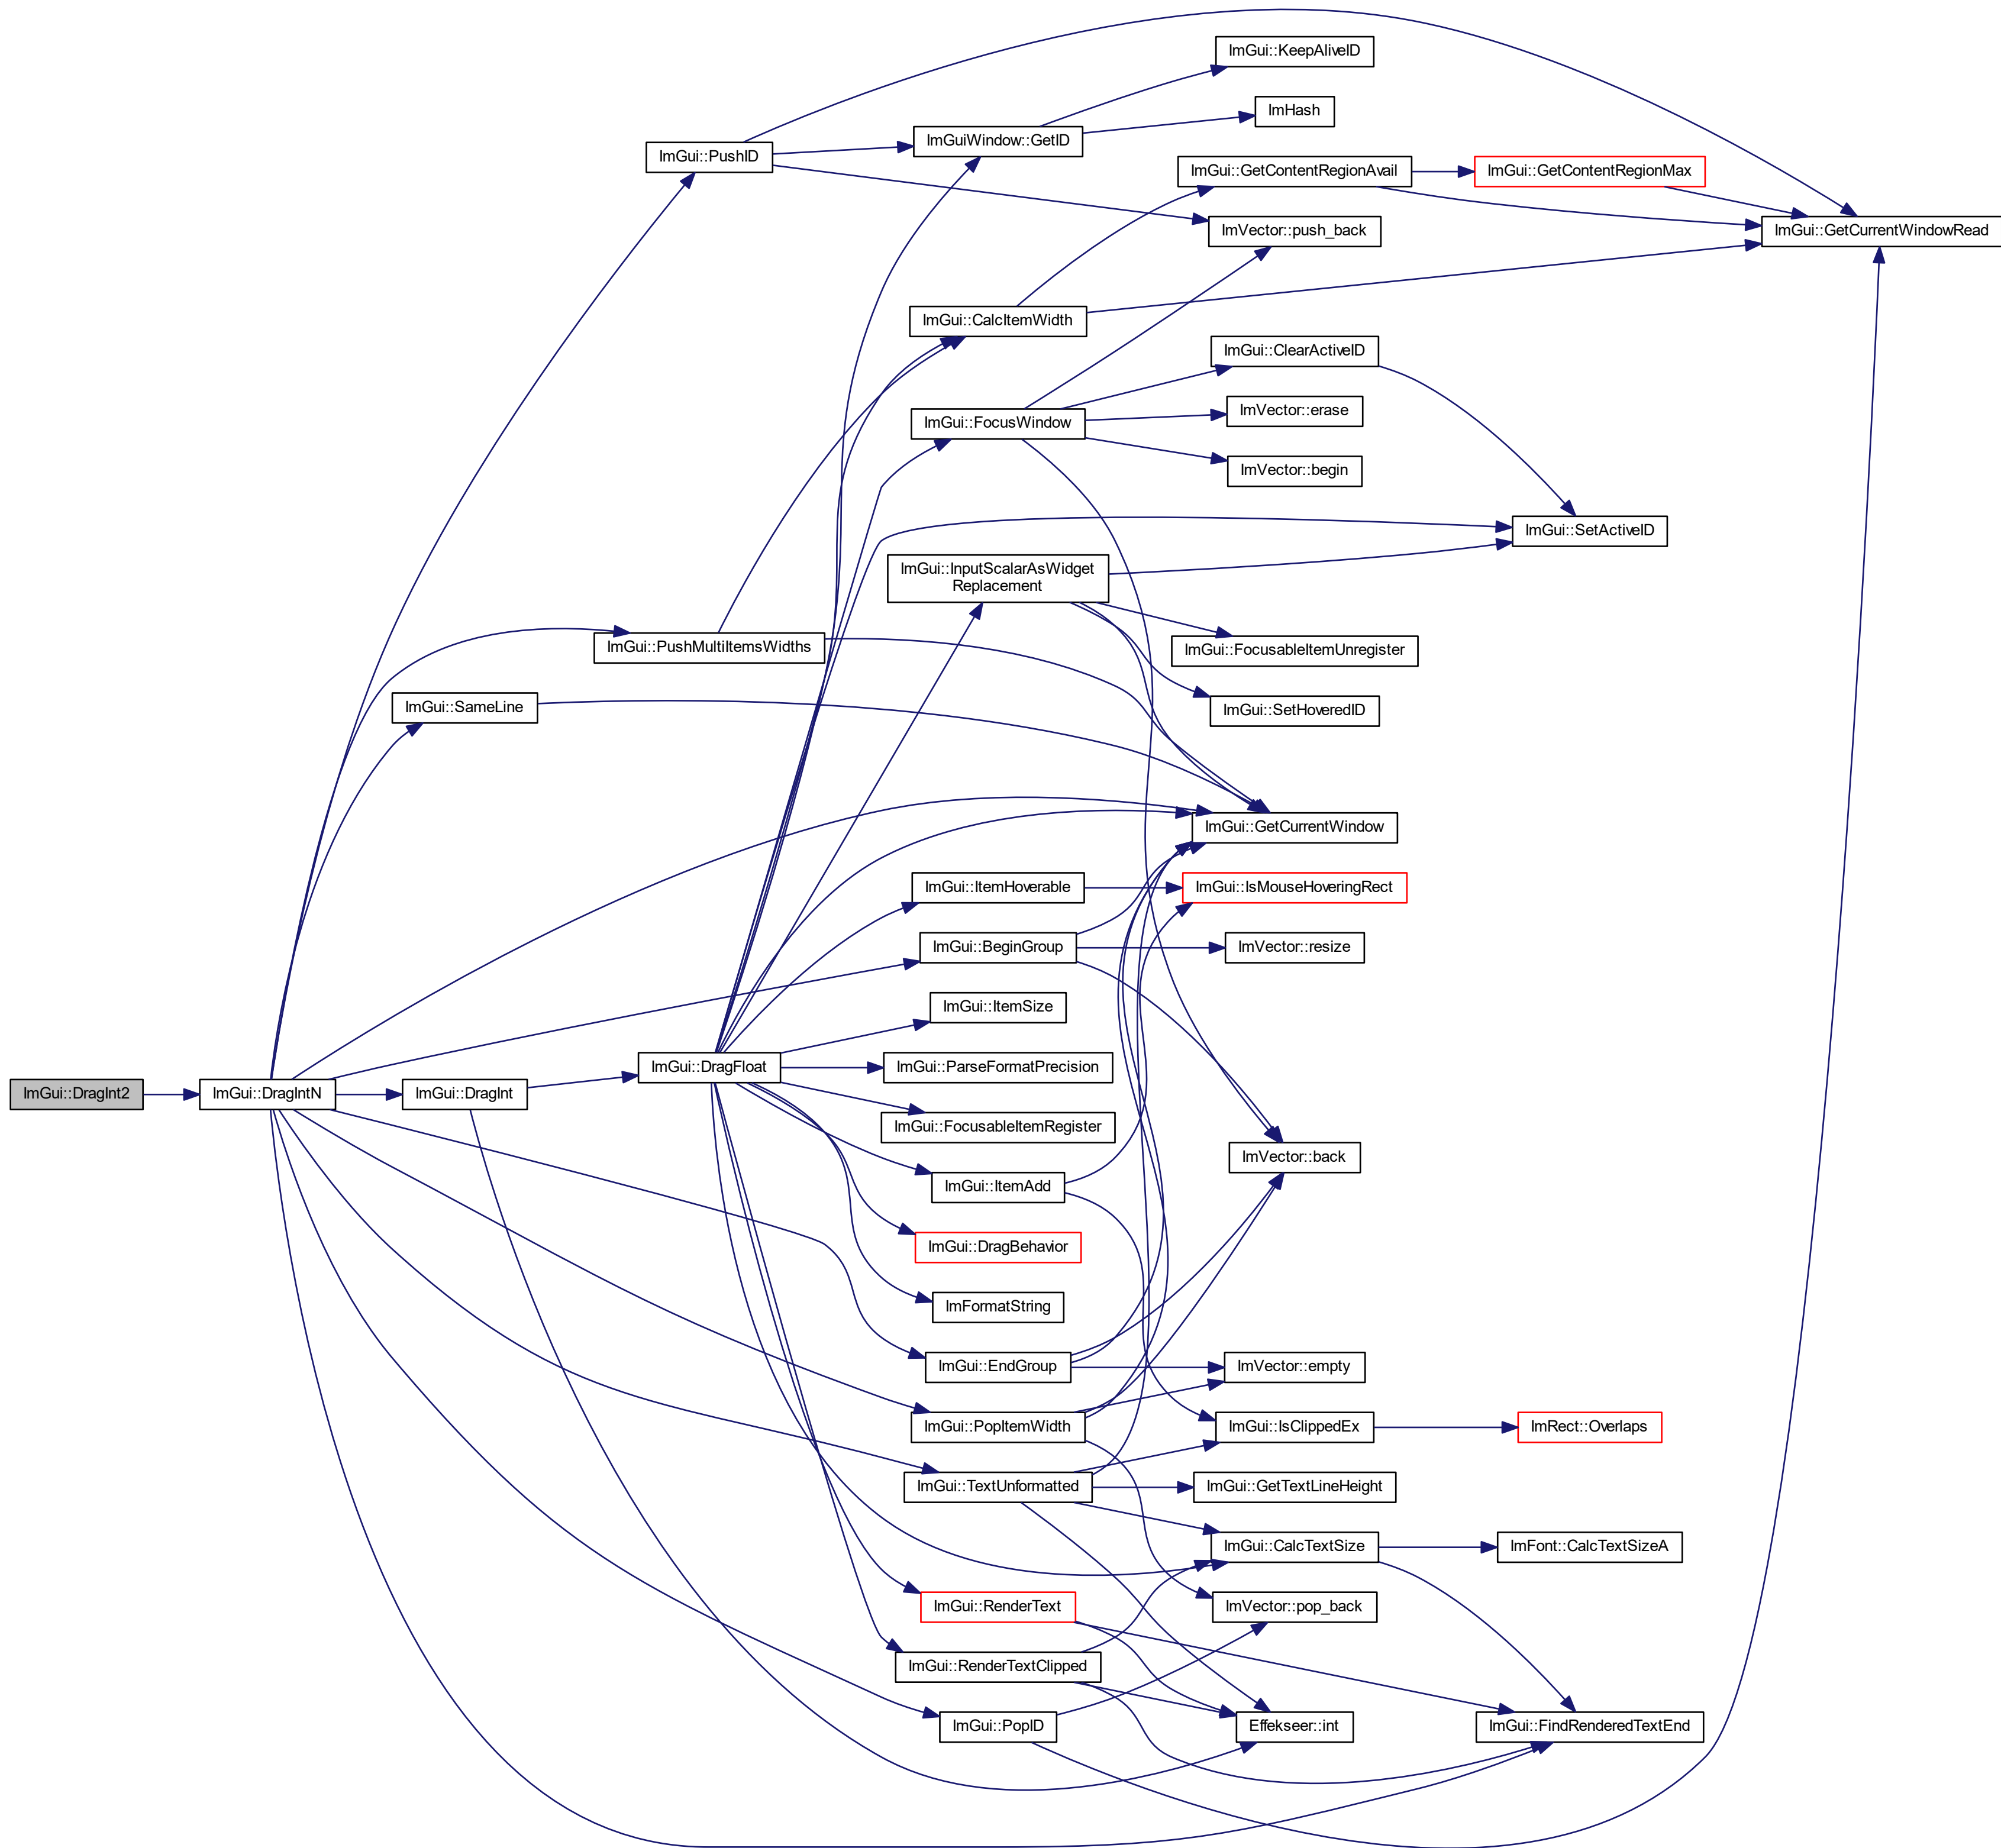 ImGui::KeepAliveID
ImHash
ImGui::PushID
ImGuiWindow::GetID
ImGui::GetContentRegionAvail
ImGui::GetContentRegionMax
ImVector::push_back
ImGui::GetCurrentWindowRead
ImGui::CalcItemWidth
ImGui::ClearActiveID
ImGui::FocusWindow
ImVector::erase
ImVector::begin
ImGui::SetActiveID
ImGui::InputScalarAsWidget
Replacement
ImGui::PushMultiItemsWidths
ImGui::FocusableItemUnregister
ImGui::SameLine
ImGui::SetHoveredID
ImGui::GetCurrentWindow
ImGui::ItemHoverable
ImGui::IsMouseHoveringRect
ImGui::BeginGroup
ImVector::resize
ImGui::ItemSize
ImGui::DragInt2
ImGui::DragIntN
ImGui::DragInt
ImGui::DragFloat
ImGui::ParseFormatPrecision
ImGui::FocusableItemRegister
ImVector::back
ImGui::ItemAdd
ImGui::DragBehavior
ImFormatString
ImGui::EndGroup
ImVector::empty
ImGui::PopItemWidth
ImGui::IsClippedEx
ImRect::Overlaps
ImGui::TextUnformatted
ImGui::GetTextLineHeight
ImGui::CalcTextSize
ImFont::CalcTextSizeA
ImGui::RenderText
ImVector::pop_back
ImGui::RenderTextClipped
ImGui::PopID
Effekseer::int
ImGui::FindRenderedTextEnd